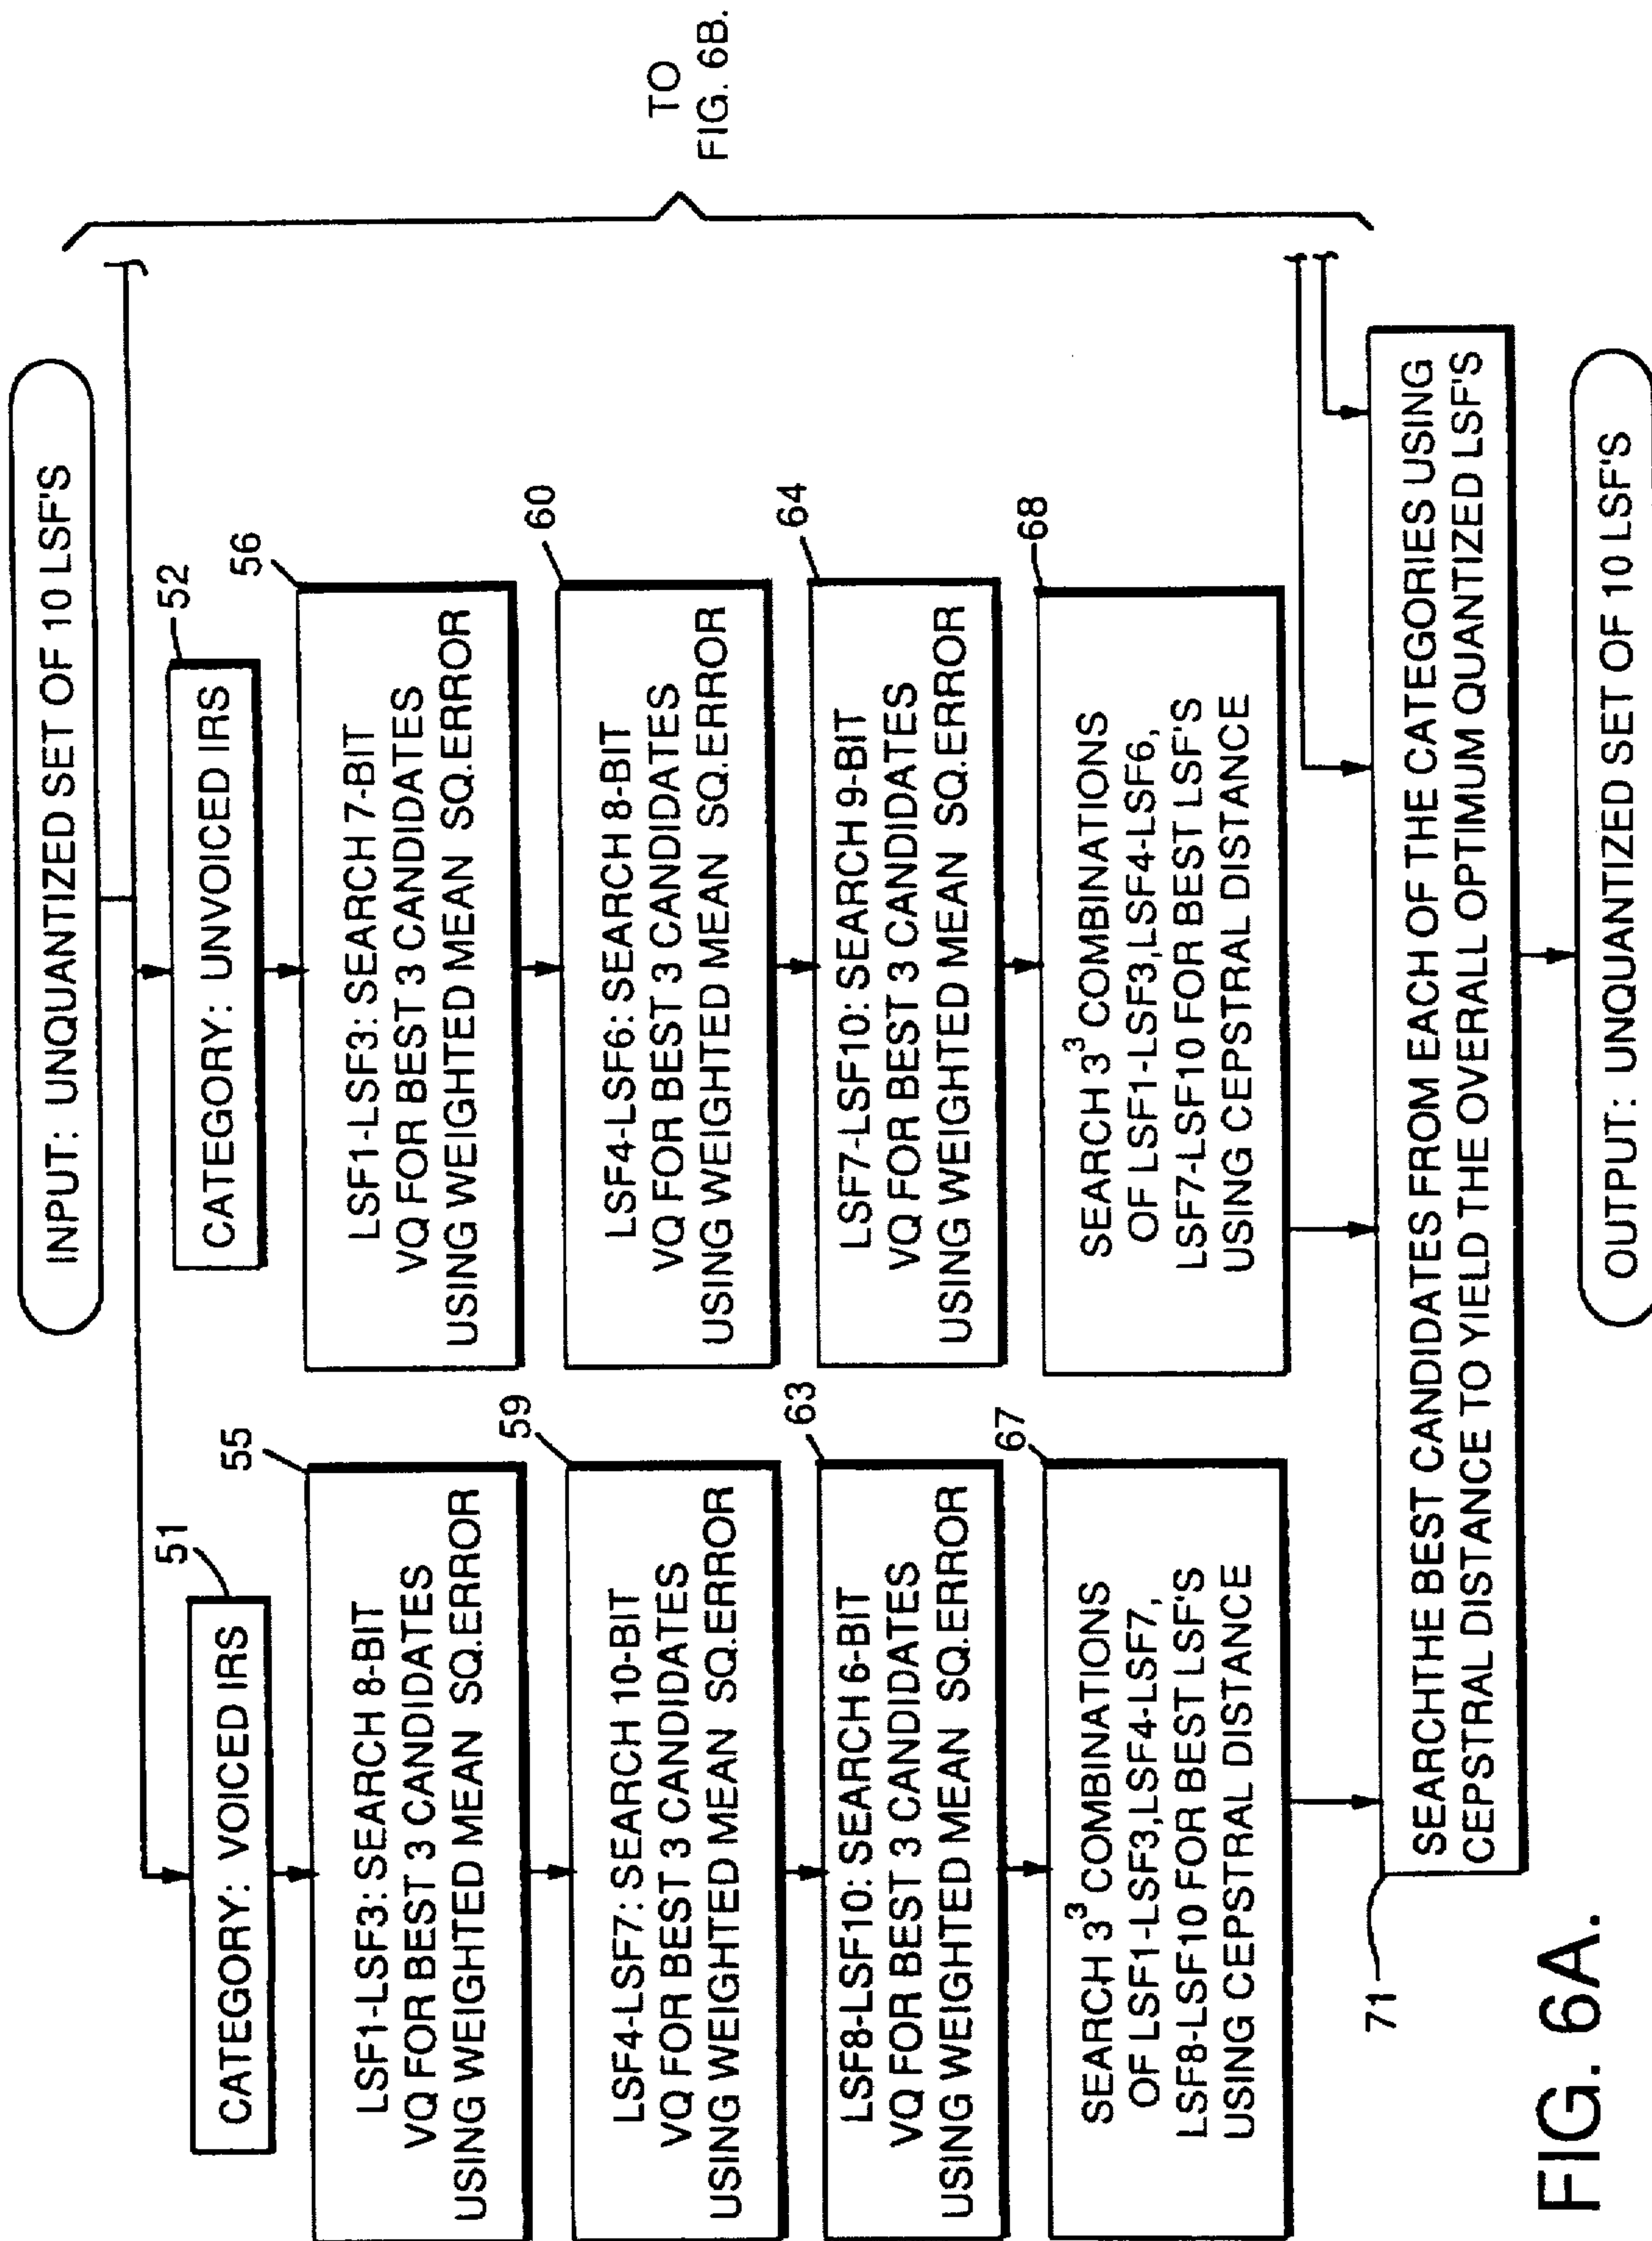 INPUT: UNQUANTIZED SET OF 10 LSF'S
51
CATEGORY: VOICED IRS
52
CATEGORY: UNVOICED IRS
55
LSF1-LSF3: SEARCH 8-BIT
VQ FOR BEST 3 CANDIDATES
USING WEIGHTED MEAN SQ.ERROR
56
LSF1-LSF3: SEARCH 7-BIT
VQ FOR BEST 3 CANDIDATES
USING WEIGHTED MEAN SQ.ERROR
59
LSF4-LSF7: SEARCH 10-BIT
VQ FOR BEST 3 CANDIDATES
USING WEIGHTED MEAN SQ.ERROR
60
LSF4-LSF6: SEARCH 8-BIT
VQ FOR BEST 3 CANDIDATES
USING WEIGHTED MEAN SQ.ERROR
63
LSF8-LSF10: SEARCH 6-BIT
VQ FOR BEST 3 CANDIDATES
USING WEIGHTED MEAN SQ.ERROR
64
LSF7-LSF10: SEARCH 9-BIT
VQ FOR BEST 3 CANDIDATES
USING WEIGHTED MEAN SQ.ERROR
67
SEARCH 3³ COMBINATIONS
OF LSF1-LSF3,LSF4-LSF7,
LSF8-LSF10 FOR BEST LSF'S
USING CEPSTRAL DISTANCE
68
SEARCH 3³ COMBINATIONS
OF LSF1-LSF3,LSF4-LSF6,
LSF7-LSF10 FOR BEST LSF'S
USING CEPSTRAL DISTANCE
TO
FIG. 6B.
71
SEARCHTHE BEST CANDIDATES FROM EACH OF THE CATEGORIES USING
CEPSTRAL DISTANCE TO YIELD THE OVERALL OPTIMUM QUANTIZED LSF'S
OUTPUT: UNQUANTIZED SET OF 10 LSF'S
FIG. 6A.